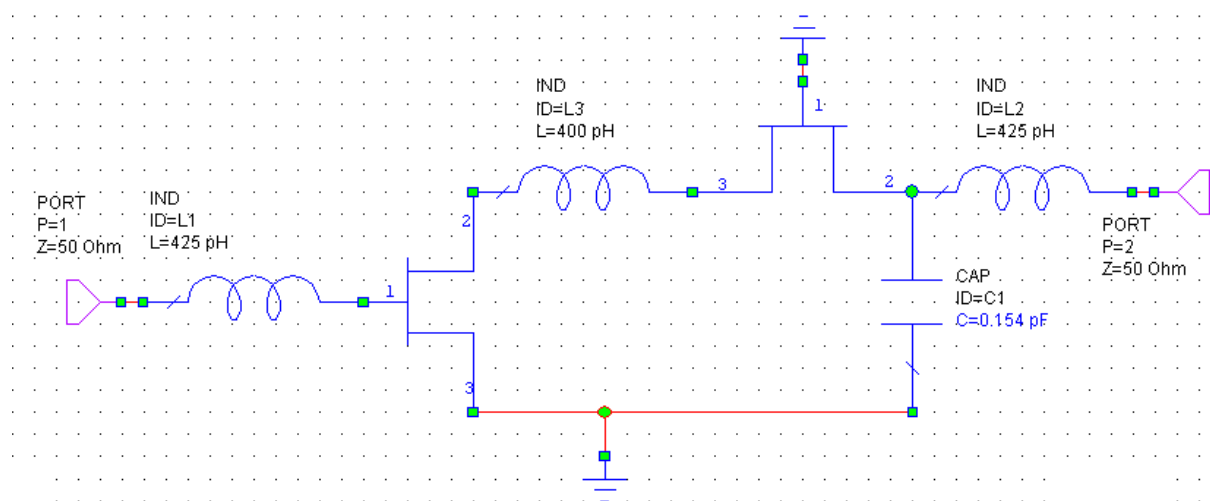 IND
ID=L3
L=400 pH
1
IND
ID=L2
L=425 pH
3
2
PORT
P=1
Z=50 Ohm
IND
ID=L1
L=425 pH
2
PORT
P=2
Z=50 Ohm
1
CAP
ID=C1
C=0.154 pF
3